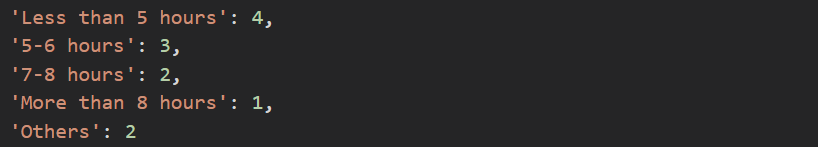 'Less than 5 hours': 4,
'5-6 hours': 3,
'7-8 hours': 2,
'More than 8 hours': 1,
'Others': 2